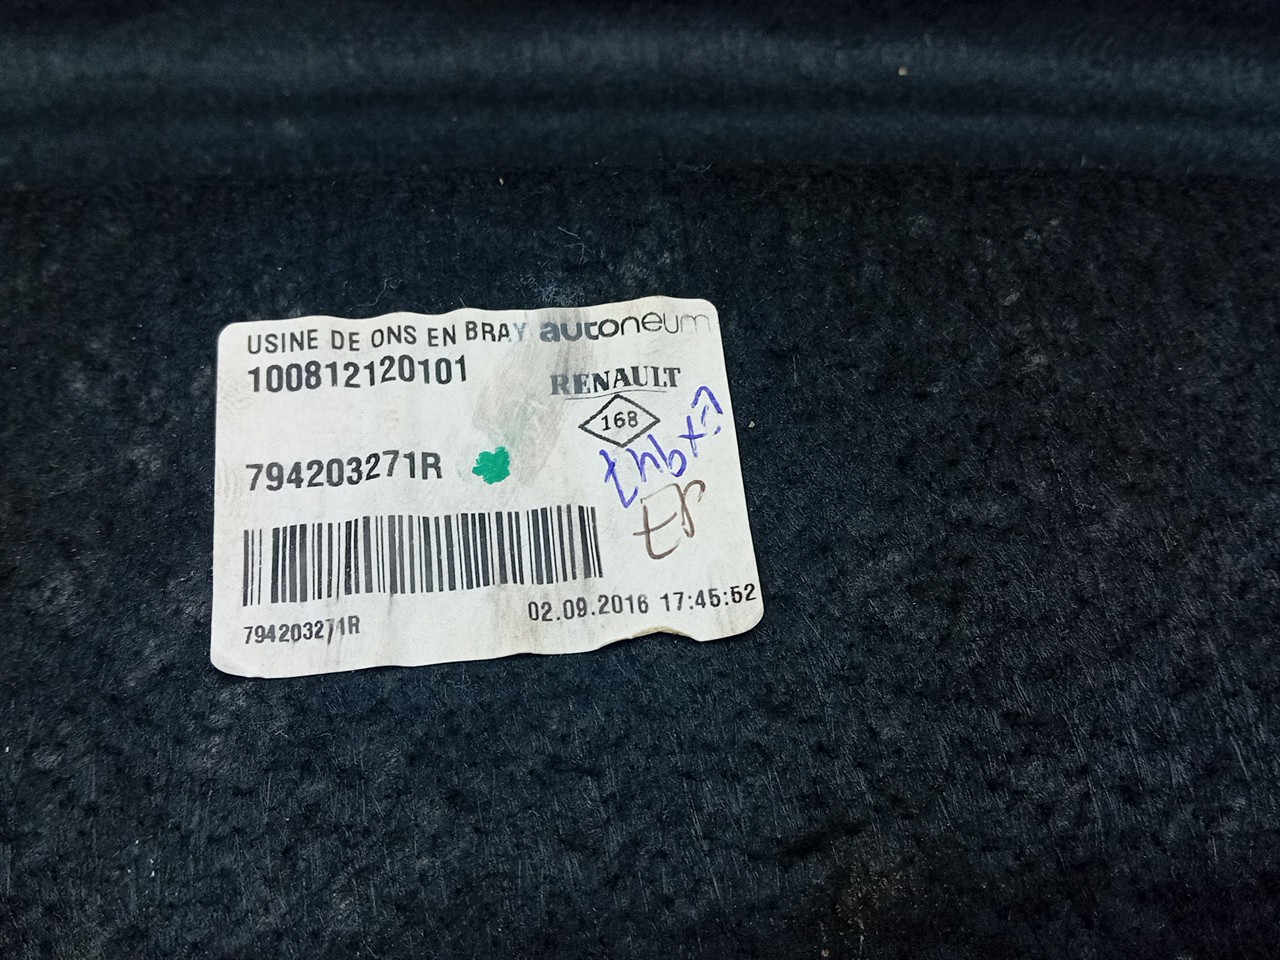 USINE DE ONS EN BRAY autoneum
100812120101
RENAULT
168
794203271R
794203271R
02.09.2016 17:45:52